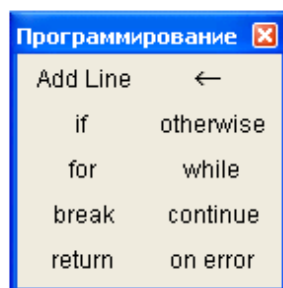 Программирование
Add Line ←
if otherwise
for while
break continue
return on error